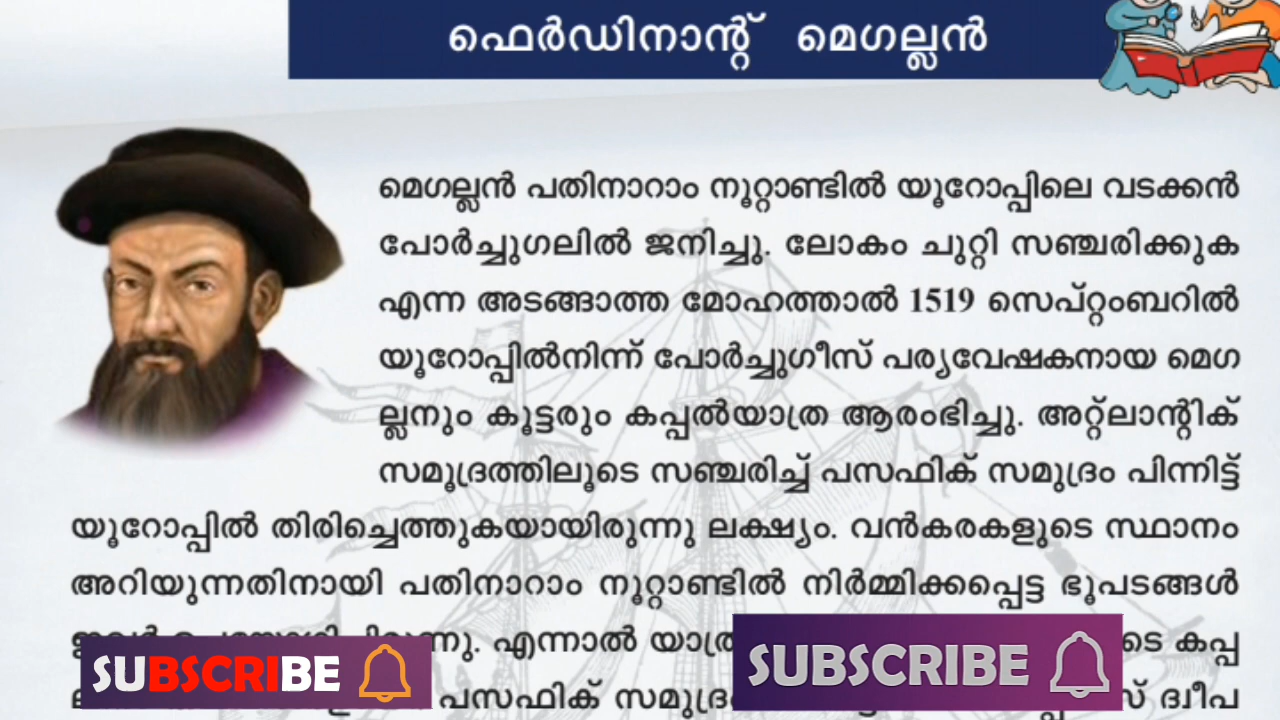 ഫെർഡിനാന്റ് മെഗല്ലൻ
മെഗല്ലൻ പതിനാറാം നൂറ്റാണ്ടിൽ യൂറോപ്പിലെ വടക്കൻ
പോർച്ചുഗലിൽ ജനിച്ചു. ലോകം ചുറ്റി സഞ്ചരിക്കുക
എന്ന അടങ്ങാത്ത മോഹത്താൽ 1519 സെപ്റ്റംബറിൽ
യൂറോപ്പിൽനിന്ന് പോർച്ചുഗീസ് പര്യവേഷകനായ മെഗ
ല്ലനും കൂട്ടരും കപ്പൽയാത്ര ആരംഭിച്ചു. അറ്റ്ലാന്റിക്
സമൂദ്രത്തിലൂടെ സഞ്ചരിച്ച് പസഫിക് സമുദ്രം പിന്നിട്ട്
യൂറോപ്പിൽ തിരിച്ചെത്തുകയായിരുന്നു ലക്ഷ്യം. വൻകരകളുടെ സ്ഥാനം
അറിയുന്നതിനായി പതിനാറാം നൂറ്റാണ്ടിൽ നിർമ്മിക്കപ്പെട്ട ഭൂപടങ്ങൾ
എന്നാൽ കപ്പ
പസഫിക് ദ്വീപ
SUBSCRIBE
SUBSCRIBE